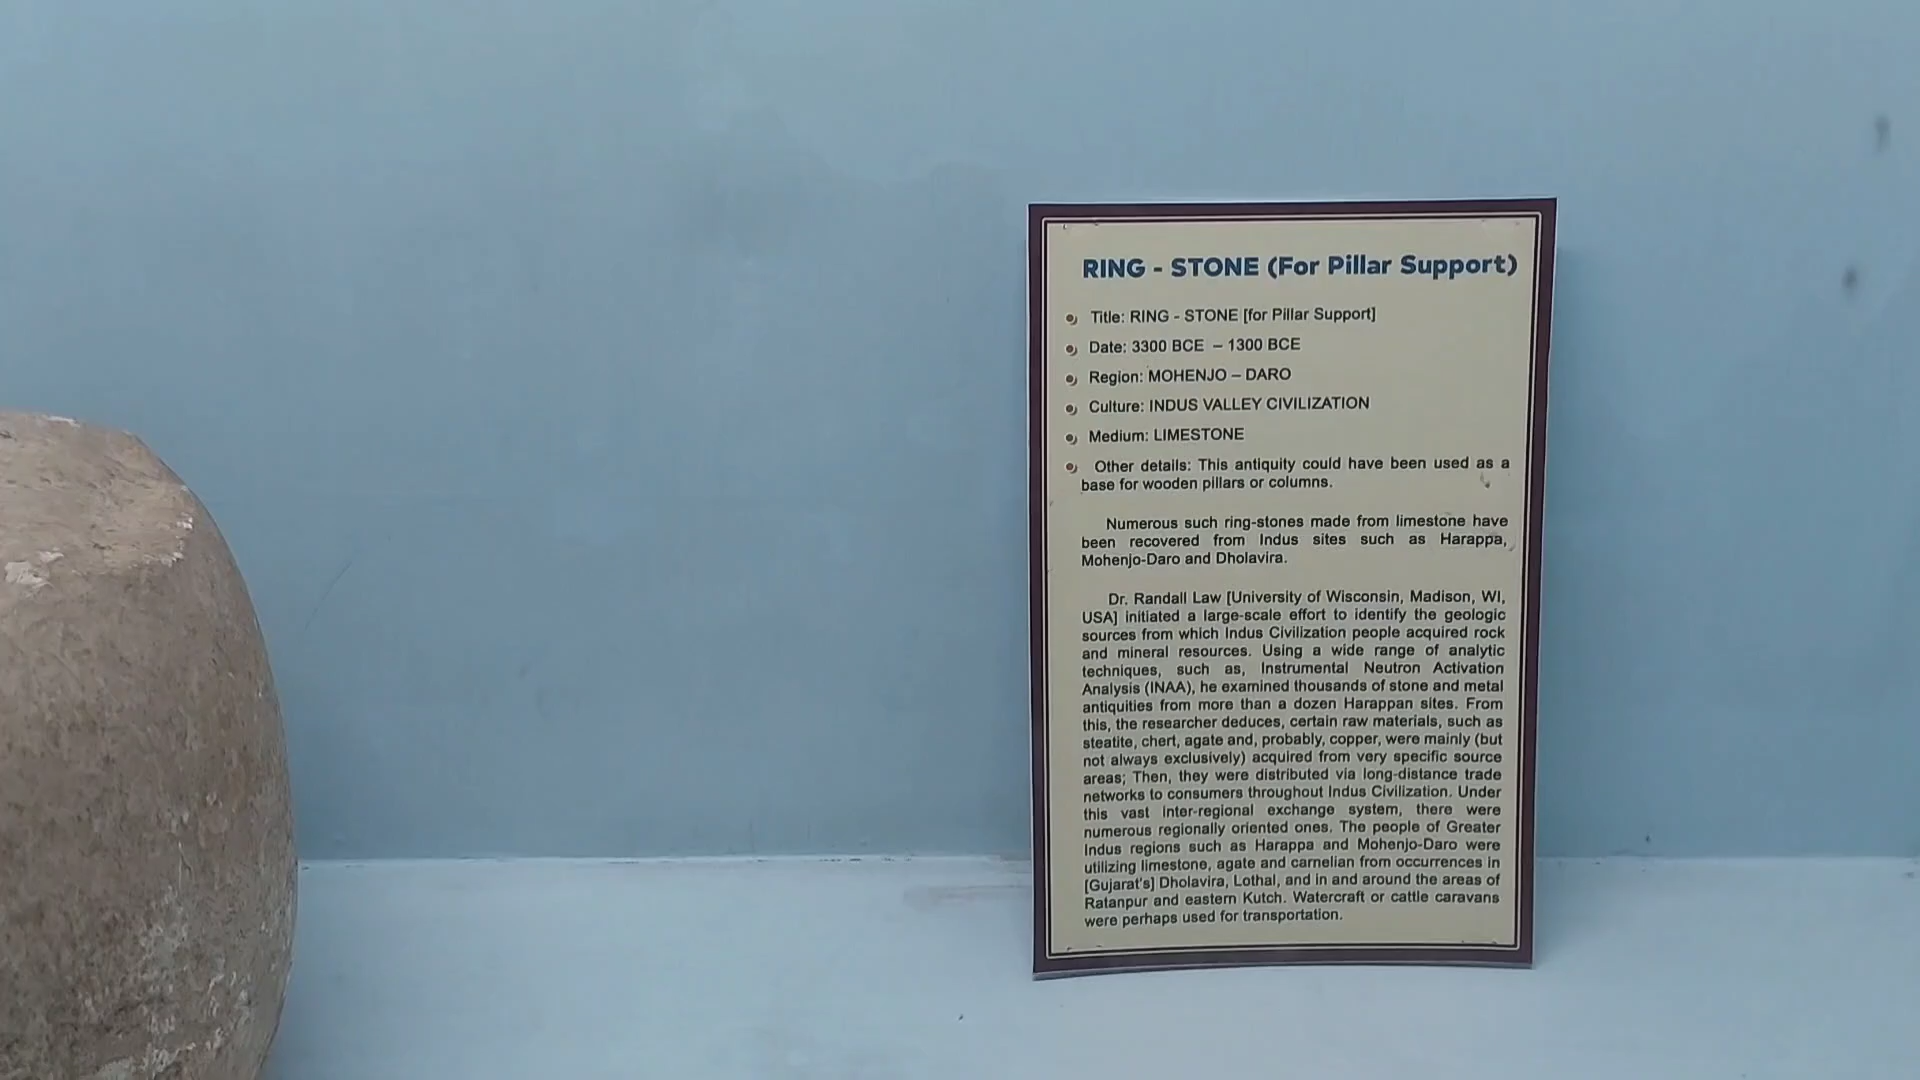 RING - STONE (For Pillar Support)
Title: RING - STONE [for Pillar Support]
Date: 3300 BCE – 1300 BCE
Region: MOHENJO – DARO
Culture: INDUS VALLEY CIVILIZATION
Medium: LIMESTONE
Other details: This antiquity could have been used as a
base for wooden pillars or columns.
Numerous such ring-stones made from limestone have
been recovered from Indus sites such as Harappa,
Mohenjo-Daro and Dholavira.
Dr. Randall Law [University of Wisconsin, Madison, WI,
USA] initiated a large-scale effort to identify the geologic
sources from which Indus Civilization people acquired rock
and mineral resources. Using a wide range of analytic
techniques, such as, Instrumental Neutron Activation
Analysis (INAA), he examined thousands of stone and metal
antiquities from more than a dozen Harappan sites. From
this, the researcher deduces, certain raw materials, such as
steatite, chert, agate and, probably, copper, were mainly (but
not always exclusively) acquired from very specific source
areas; Then, they were distributed via long-distance trade
networks to consumers throughout Indus Civilization. Under
this vast inter-regional exchange system, there were
numerous regionally oriented ones. The people of Greater
Indus regions such as Harappa and Mohenjo-Daro were
utilizing limestone, agate and carnelian from occurrences in
[Gujarat's] Dholavira, Lothal, and in and around the areas of
Ratanpur and eastern Kutch. Watercraft or cattle caravans
were perhaps used for transportation.